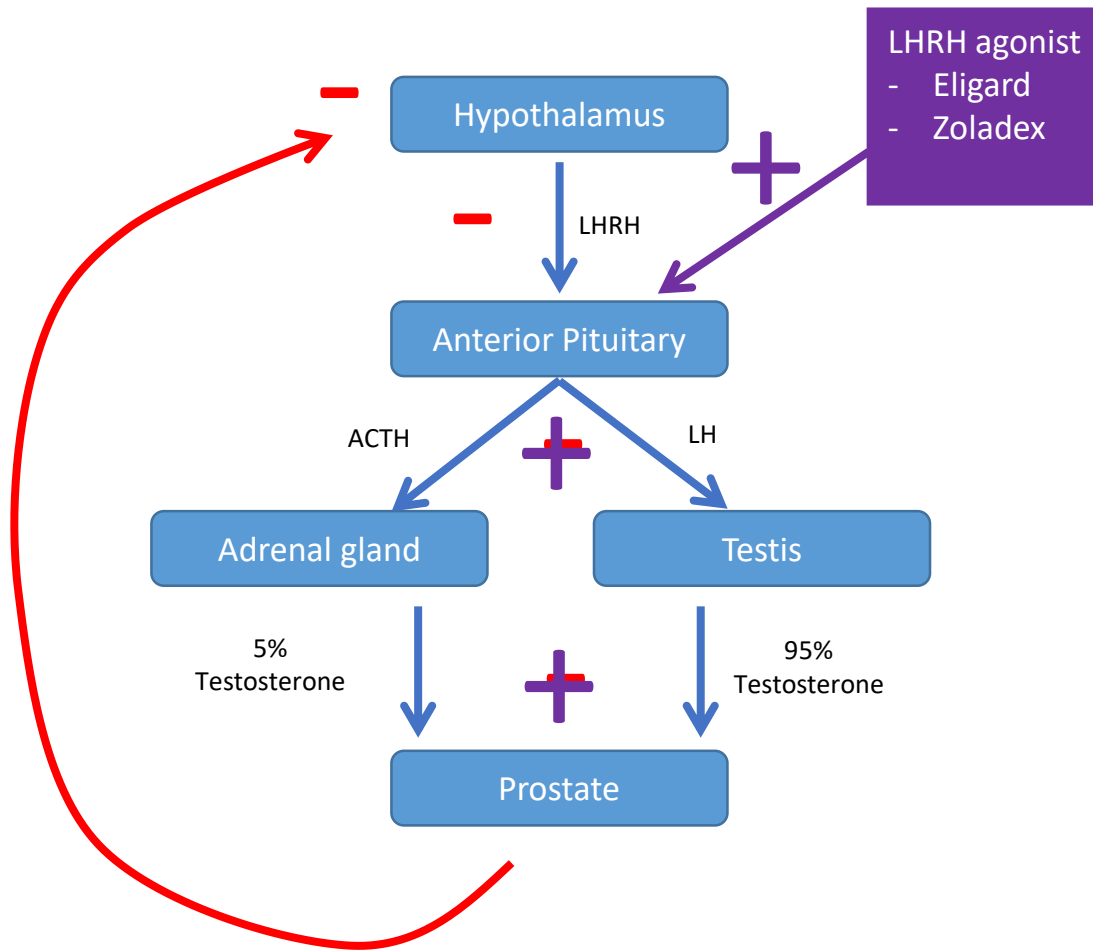 LHRH agonist
- Eligard
- Zoladex
Hypothalamus
LHRH
Anterior Pituitary
ACTH
LH
Adrenal gland
Testis
5%
Testosterone
95%
Testosterone
Prostate